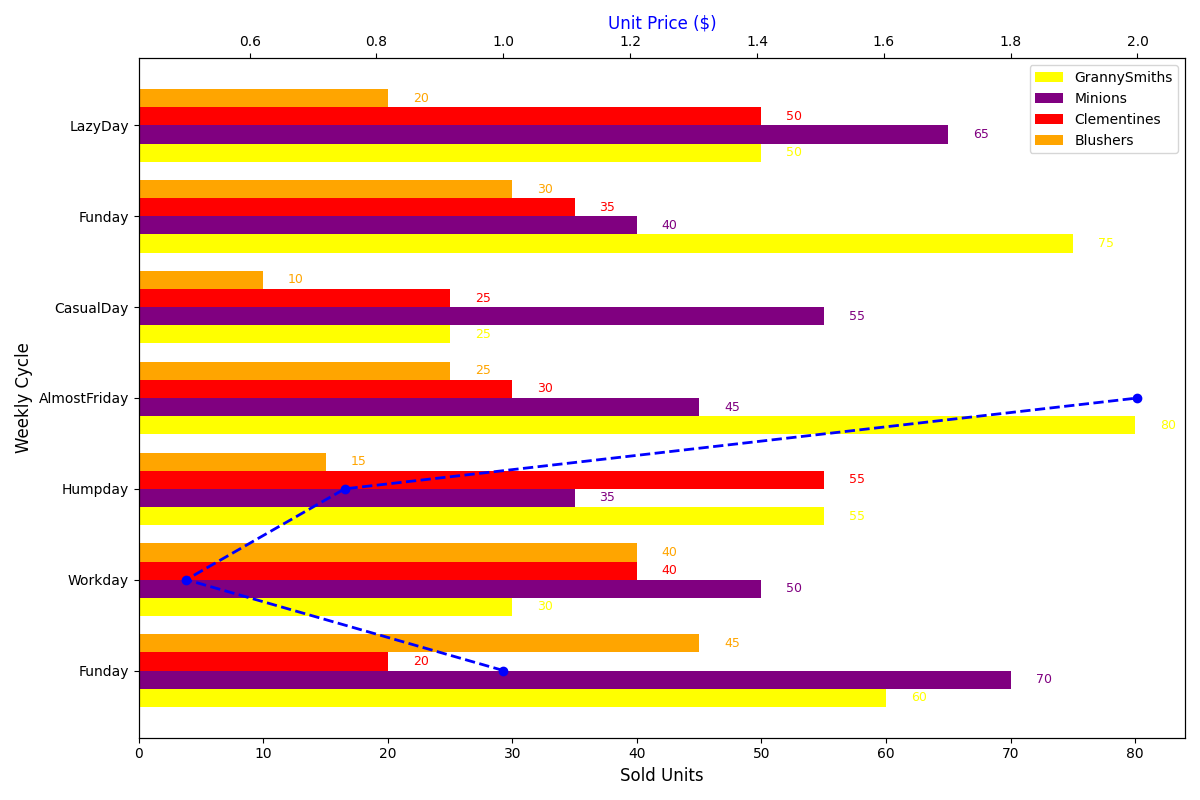 Unit Price ($)
0.6 0.8 1.0 1.2 1.4 1.6 1.8 2.0
GrannySmiths
Minions
Clementines
Blushers
Weekly Cycle
LazyDay
20
50
65
50
Funday
30
35
40
75
CasualDay
10
25
55
25
AlmostFriday
25
30
45
80
Humpday
15
55
35
55
Workday
40
40
50
30
Funday
45
20
70
60
0 10 20 30 40 50 60 70 80
Sold Units